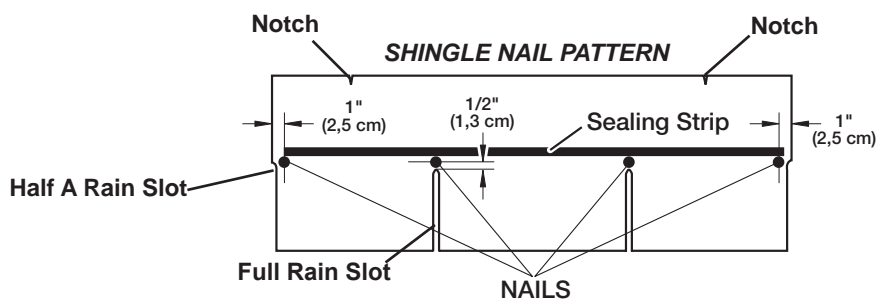 Notch
Notch
SHINGLE NAIL PATTERN
1"
(2,5 cm)
1/2"
(1,3 cm)
Sealing Strip
1"
(2,5 cm)
Half A Rain Slot
Full Rain Slot
NAILS